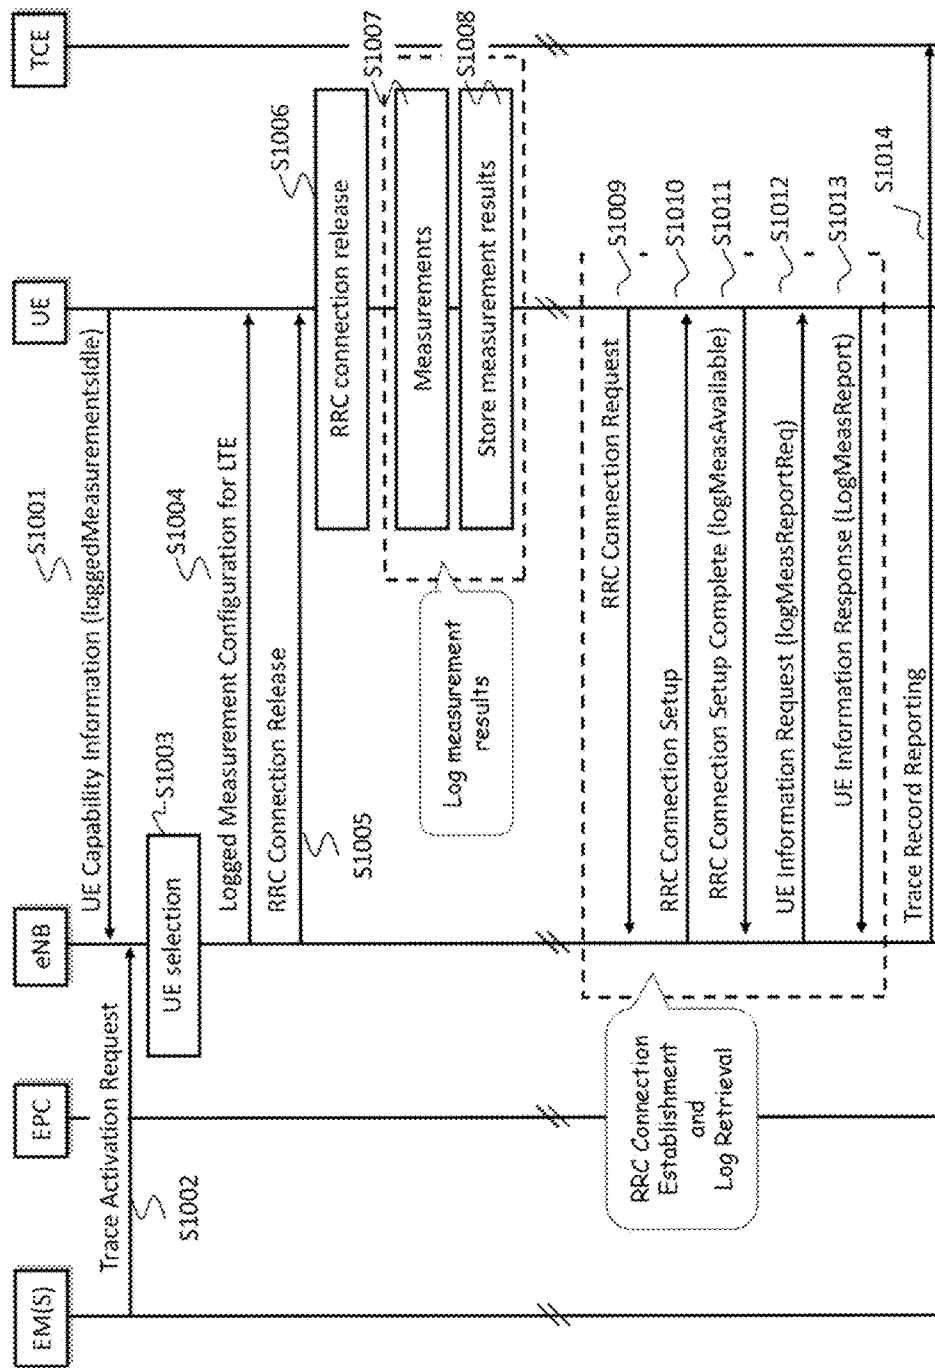 EM(S)
EPC
eNB
UE
TCE
S1001
UE Capability Information (loggedMeasurementsIdle)
Trace Activation Request
S1002
UE selection
S1003
S1004
Logged Measurement Configuration for LTE
RRC Connection Release
S1005
S1006
RRC connection release
S1007
Measurements
S1008
Store measurement results
Log measurement
results
RRC Connection
Establishment
and
Log Retrieval
RRC Connection Request
S1009
RRC Connection Setup
S1010
RRC Connection Setup Complete (logMeasAvailable)
S1011
UE Information Request (logMeasReportReq)
S1012
UE Information Response (LogMeasReport)
S1013
Trace Record Reporting
S1014